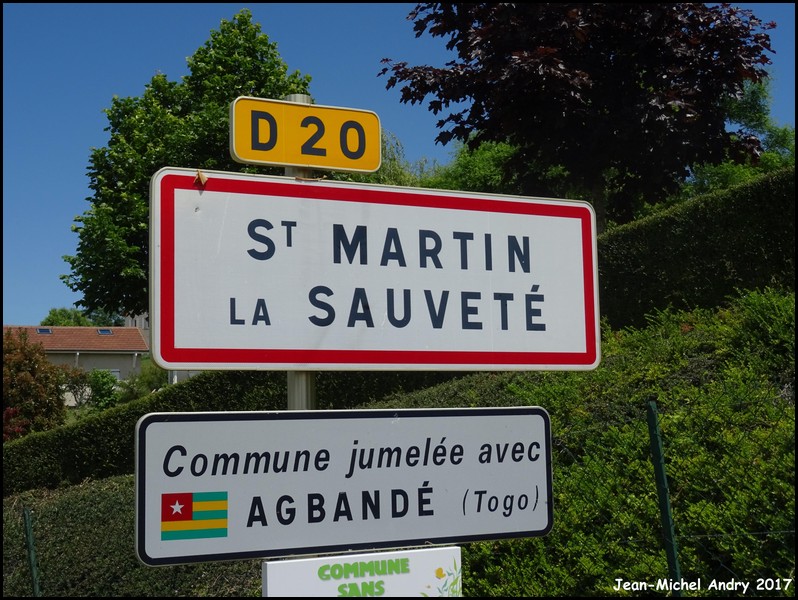 D 20
ST MARTIN
LA SAUVETÉ
Commune jumelée avec
AGBANDÉ (Togo)
COMMUNE
SANS
Jean-Michel Andry 2017